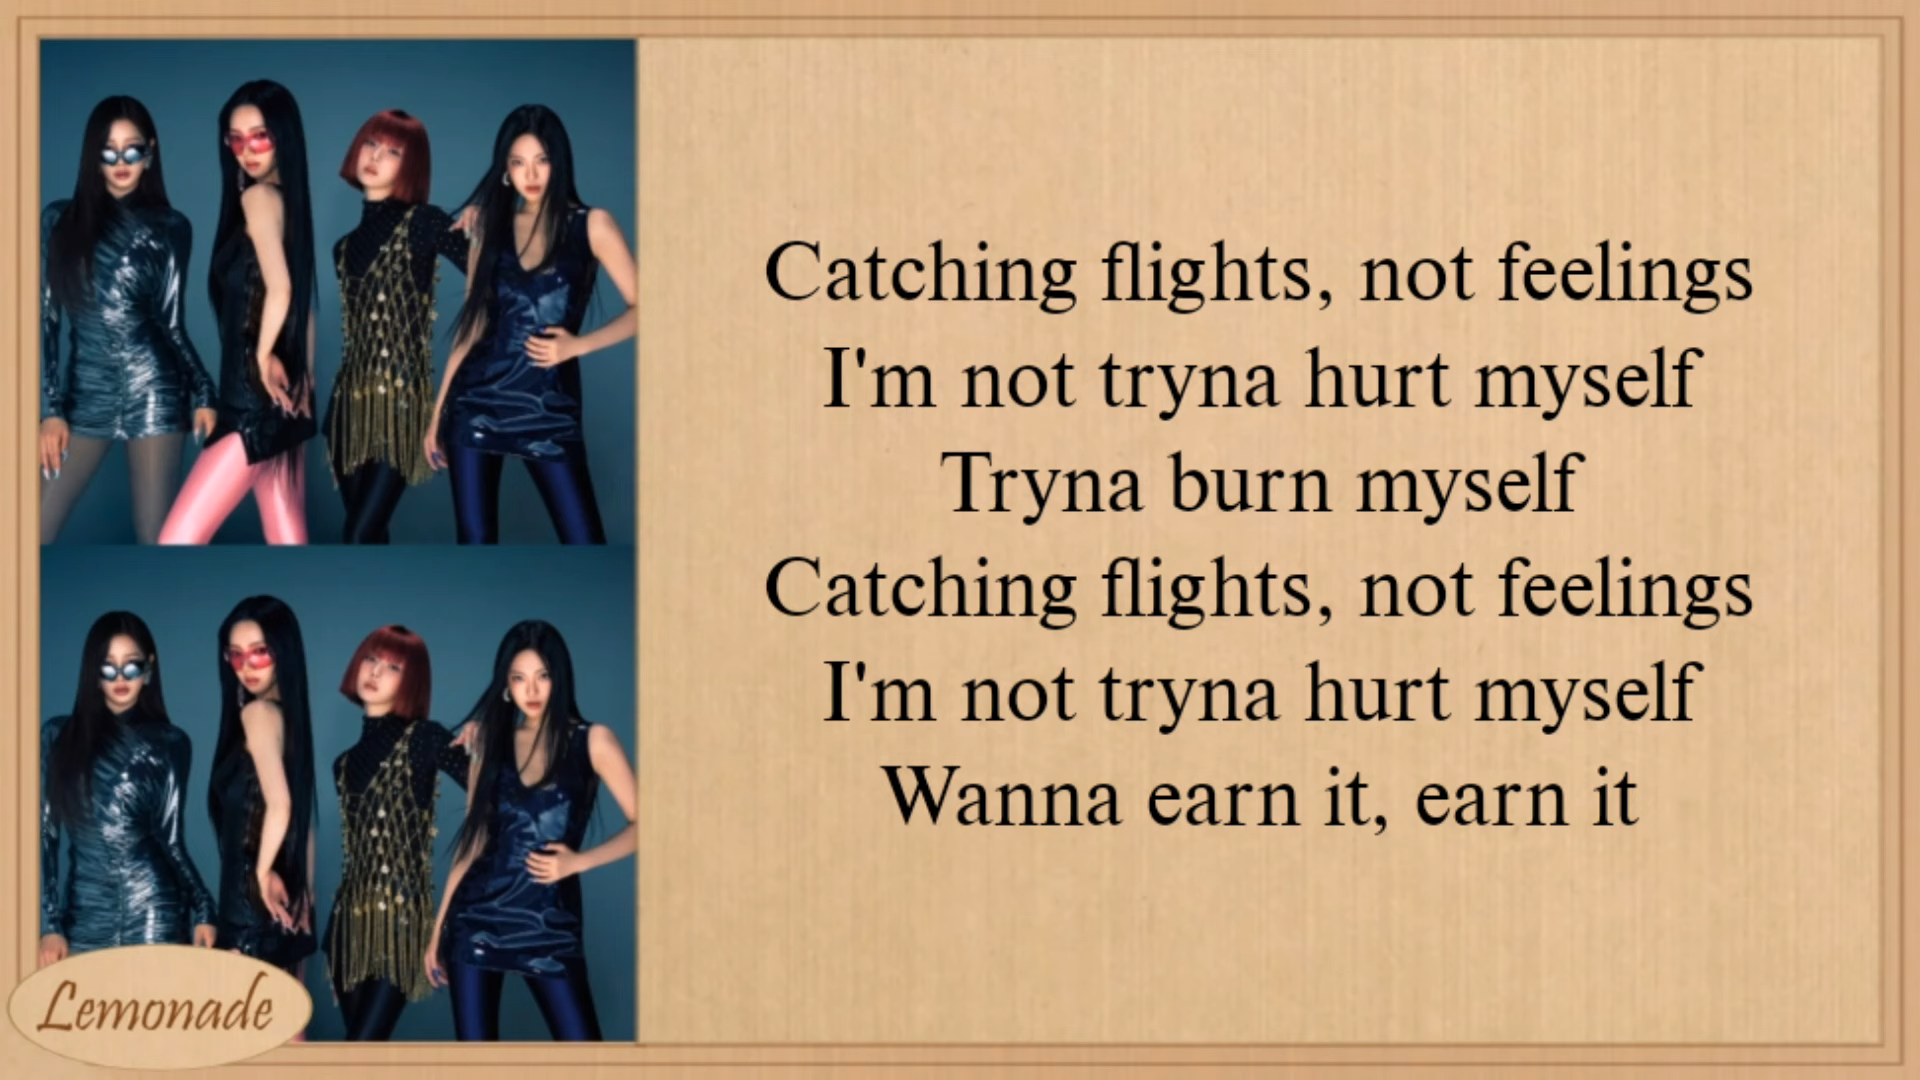 Catching flights, not feelings
I'm not tryna hurt myself
Tryna burn myself
Catching flights, not feelings
I'm not tryna hurt myself
Wanna earn it, earn it
Lemonade